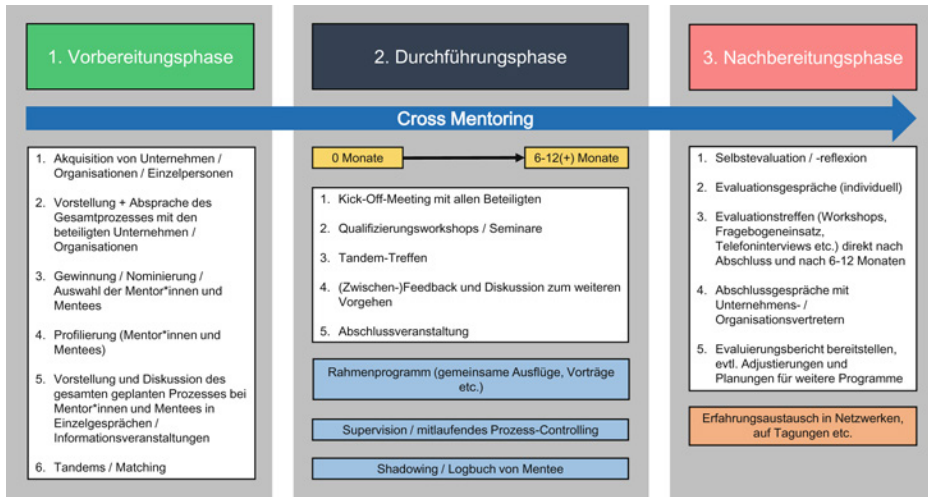 1. Vorbereitungsphase
2. Durchführungsphase
3. Nachbereitungsphase
Cross Mentoring
1. Akquisition von Unternehmen /
Organisationen / Einzelpersonen
2. Vorstellung + Absprache des
Gesamtprozesses mit den
beteiligten Unternehmen /
Organisationen
3. Gewinnung / Nominierung /
Auswahl der Mentor*innen und
Mentees
4. Profilierung (Mentor*innen und
Mentees)
5. Vorstellung und Diskussion des
gesamten geplanten Prozesses bei
Mentor*innen und Mentees in
Einzelgesprächen /
Informationsveranstaltungen
6. Tandems / Matching
0 Monate
6-12(+) Monate
1. Kick-Off-Meeting mit allen Beteiligten
2. Qualifizierungsworkshops / Seminare
3. Tandem-Treffen
4. (Zwischen-)Feedback und Diskussion zum weiteren
Vorgehen
5. Abschlussveranstaltung
Rahmenprogramm (gemeinsame Ausflüge, Vorträge
etc.)
Supervision / mitlaufendes Prozess-Controlling
Shadowing / Logbuch von Mentee
1. Selbstevaluation / -reflexion
2. Evaluationsgespräche (individuell)
3. Evaluationstreffen (Workshops,
Fragebogeneinsatz,
Telefoninterviews etc.) direkt nach
Abschluss und nach 6-12 Monaten
4. Abschlussgespräche mit
Unternehmens- /
Organisationsvertretern
5. Evaluierungsbericht bereitstellen,
evtl. Adjustierungen und
Planungen für weitere Programme
Erfahrungsaustausch in Netzwerken,
auf Tagungen etc.